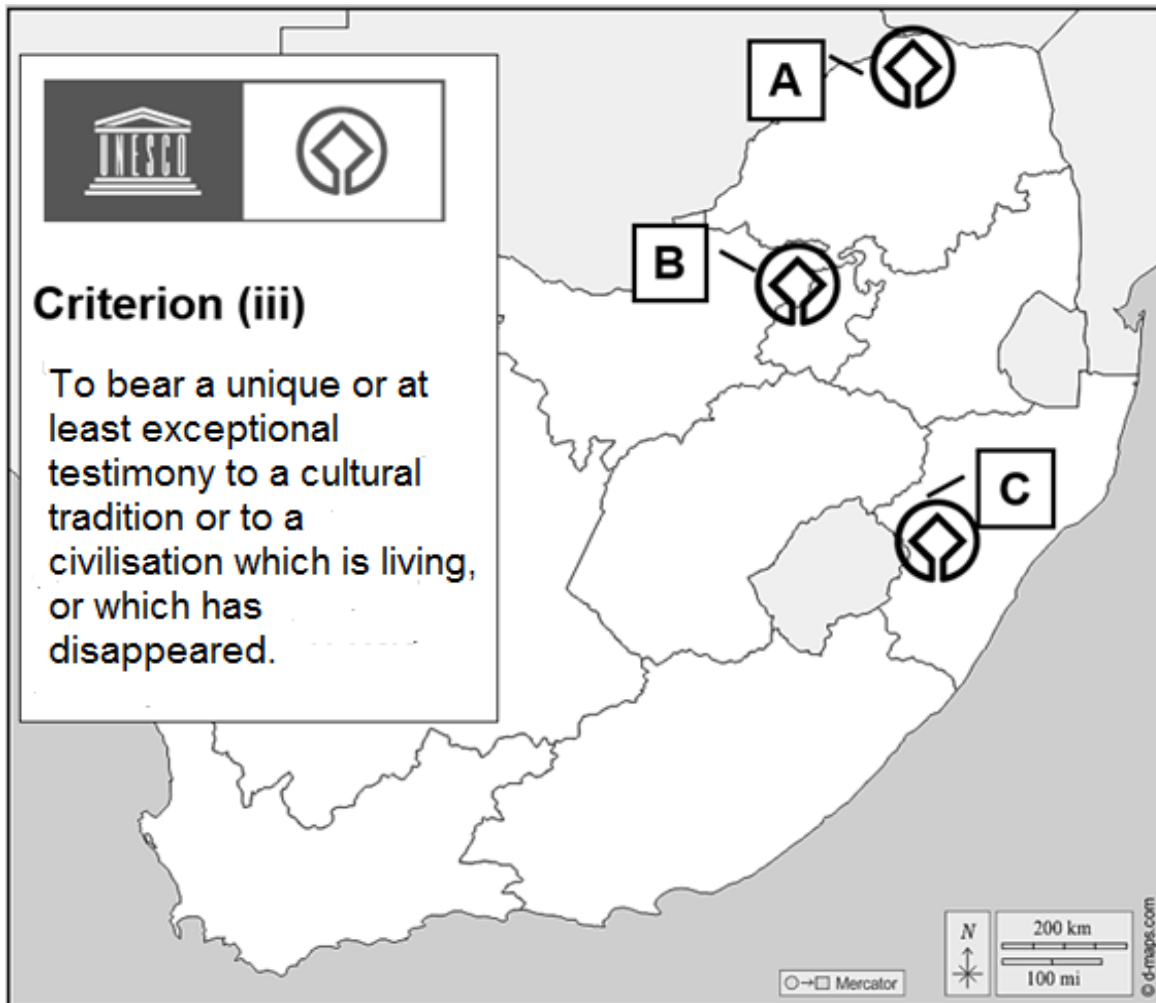 UNESCO
Criterion (iii)
To bear a unique or at
least exceptional
testimony to a cultural
tradition or to a
civilisation which is living,
or which has
disappeared.
A
B
C
N
200 km
100 mi
Mercator
© d-maps.com